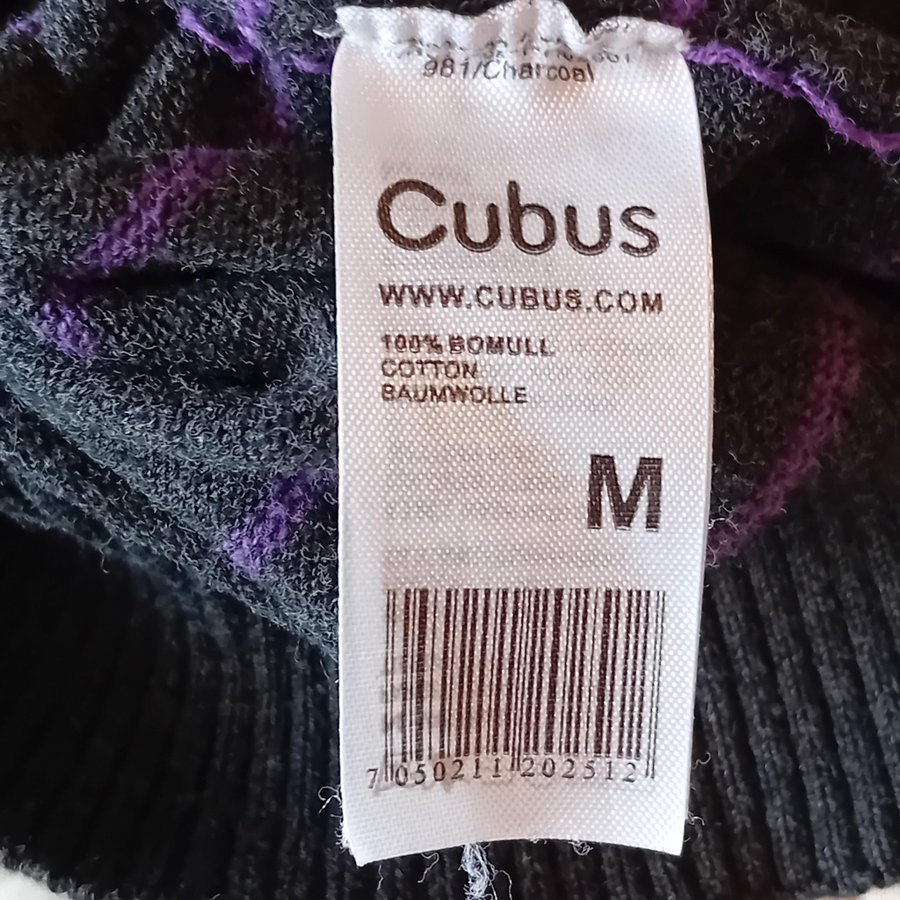 981/Charcoal
Cubus
WWW.CUBUS.COM
100% BOMULL
COTTON
BAUMWOLLE
M
7 050211 202512